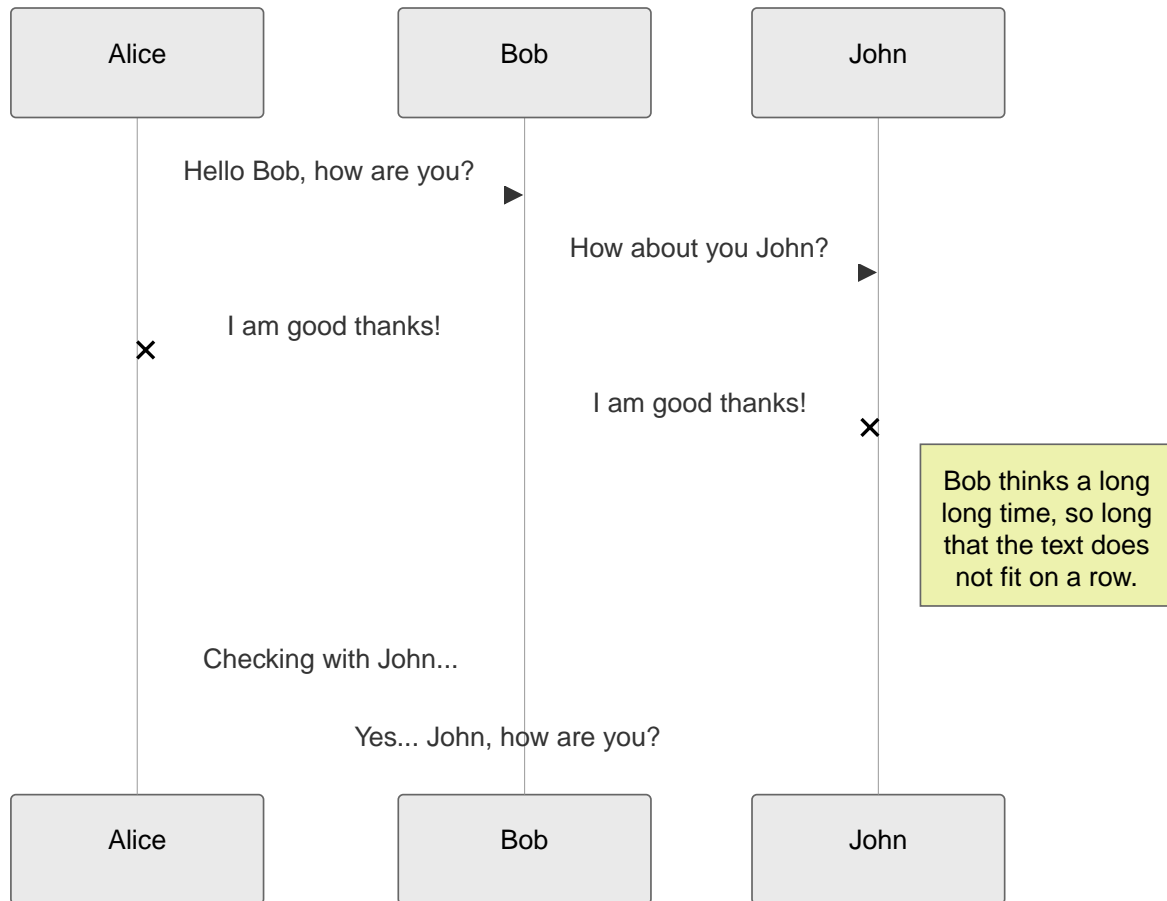 Alice
Bob
John
Hello Bob, how are you?
How about you John?
I am good thanks!
I am good thanks!
Bob thinks a long
long time, so long
that the text does
not fit on a row.
Checking with John...
Yes... John, how are you?
Alice
Bob
John